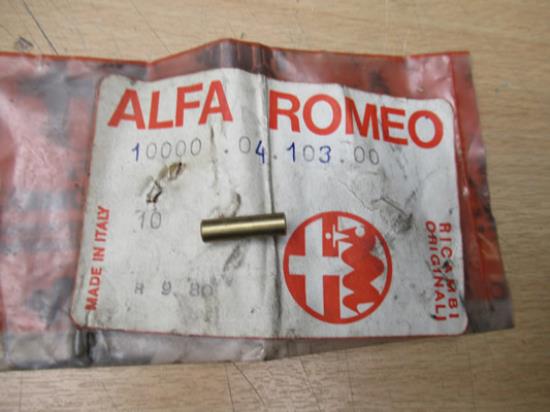 ALFA ROMEO
10000 .04.103.00
10
MADE IN ITALY
9 80
RICAMBI
ORIGINALI